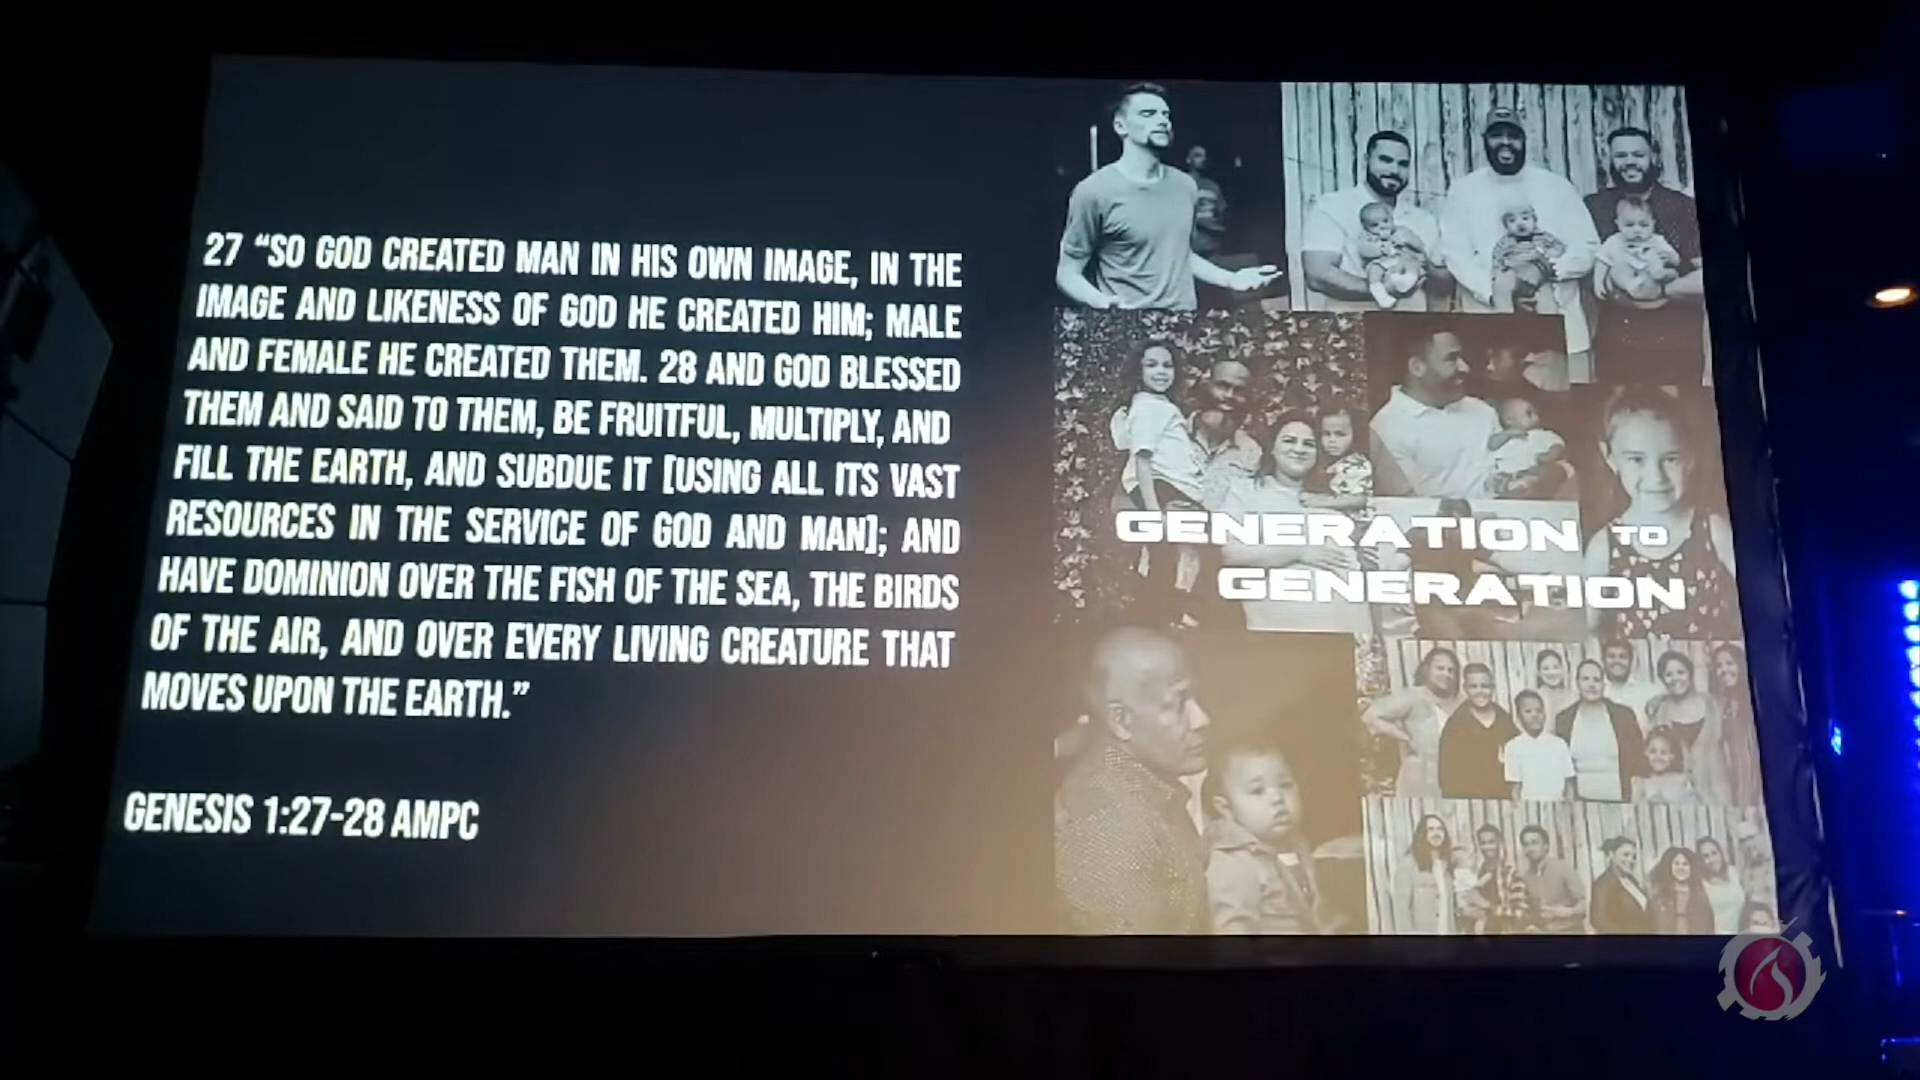 27 “SO GOD CREATED MAN IN HIS OWN IMAGE, IN THE
IMAGE AND LIKENESS OF GOD HE CREATED HIM; MALE
AND FEMALE HE CREATED THEM. 28 AND GOD BLESSED
THEM AND SAID TO THEM, BE FRUITFUL, MULTIPLY, AND
FILL THE EARTH, AND SUBDUE IT [USING ALL ITS VAST
RESOURCES IN THE SERVICE OF GOD AND MAN]; AND
HAVE DOMINION OVER THE FISH OF THE SEA, THE BIRDS
OF THE AIR, AND OVER EVERY LIVING CREATURE THAT
MOVES UPON THE EARTH.”
GENESIS 1:27-28 AMPC
GENERATION TO
GENERATION